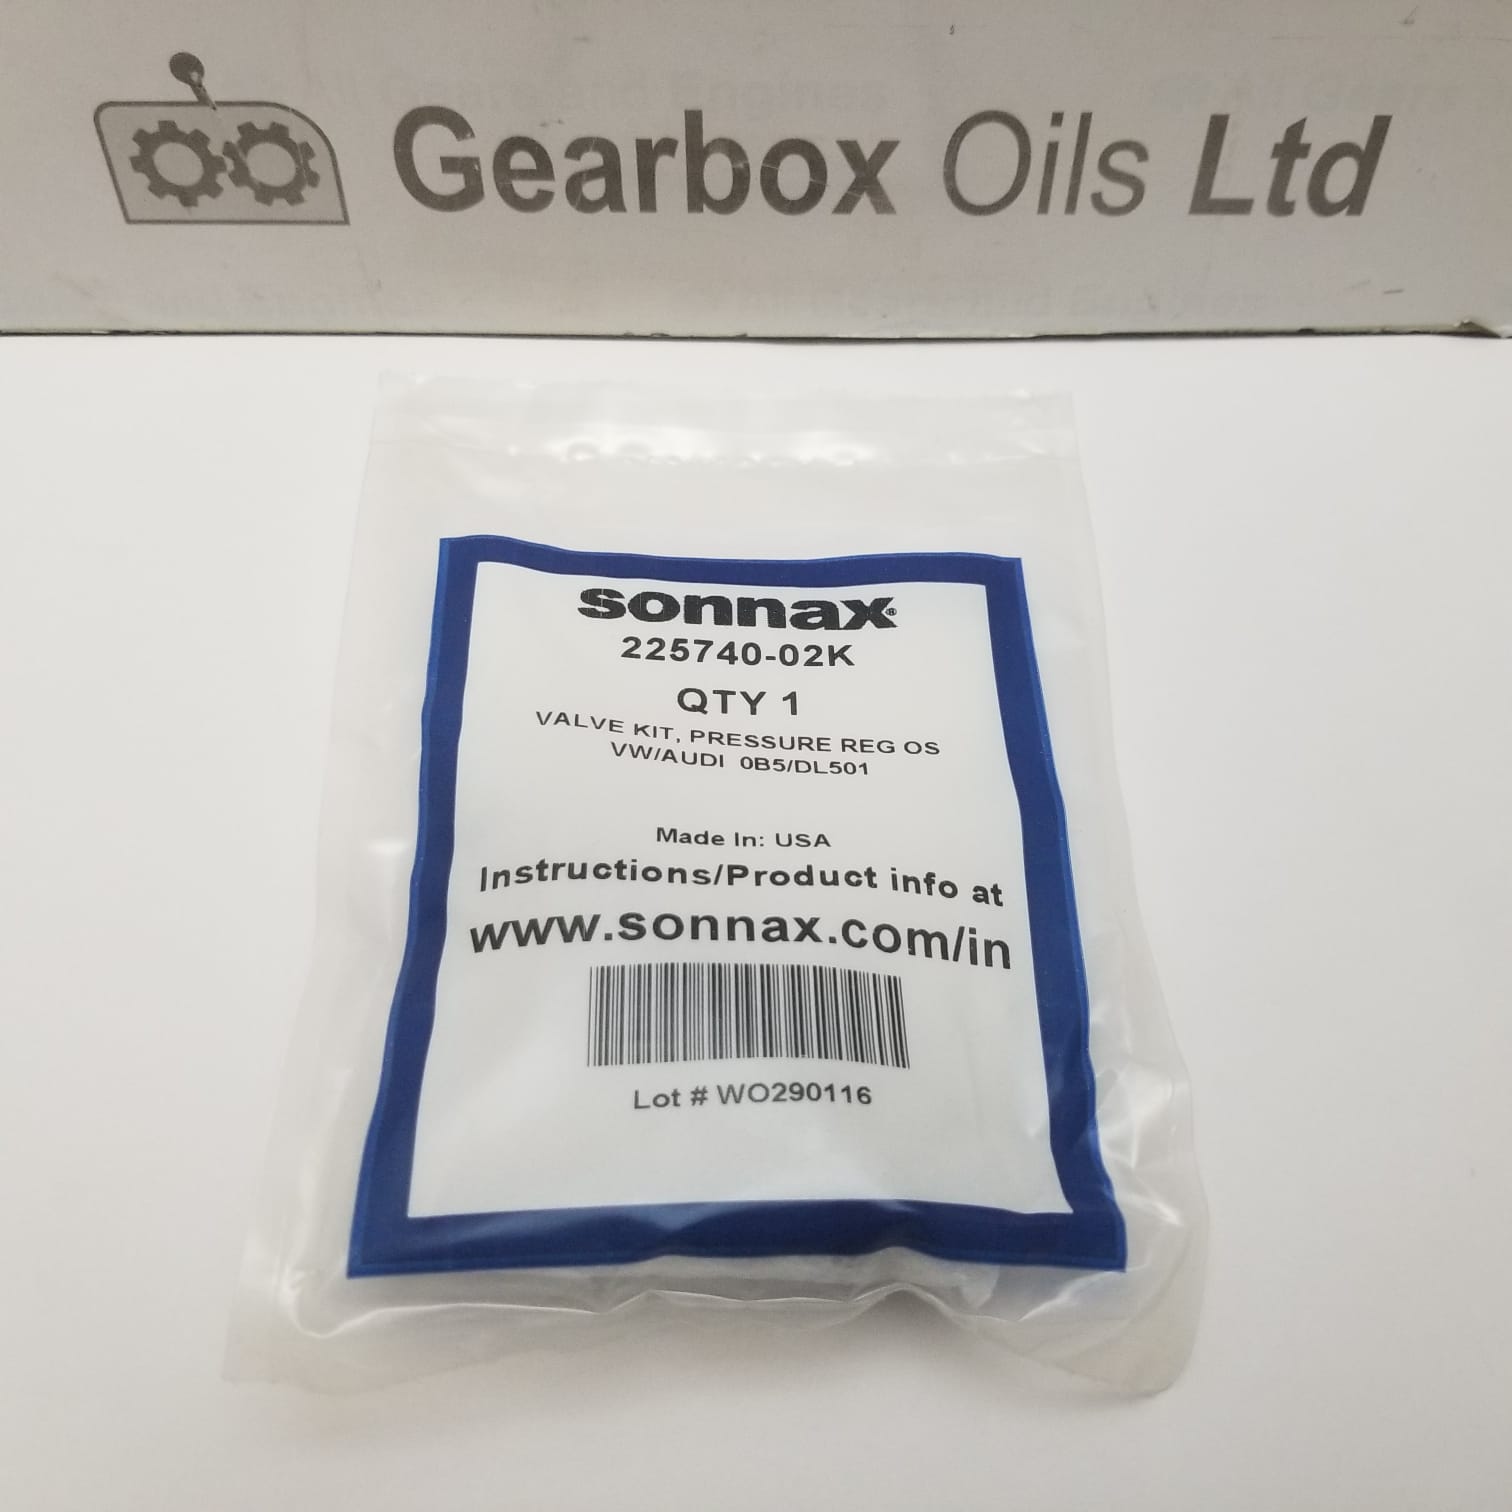 Gearbox Oils Ltd
sonnax®
225740-02K
QTY 1
VALVE KIT, PRESSURE REG OS
VW/AUDI 0B5/DL501
Made In: USA
Instructions/Product info at
www.sonnax.com/in
Lot # WO290116